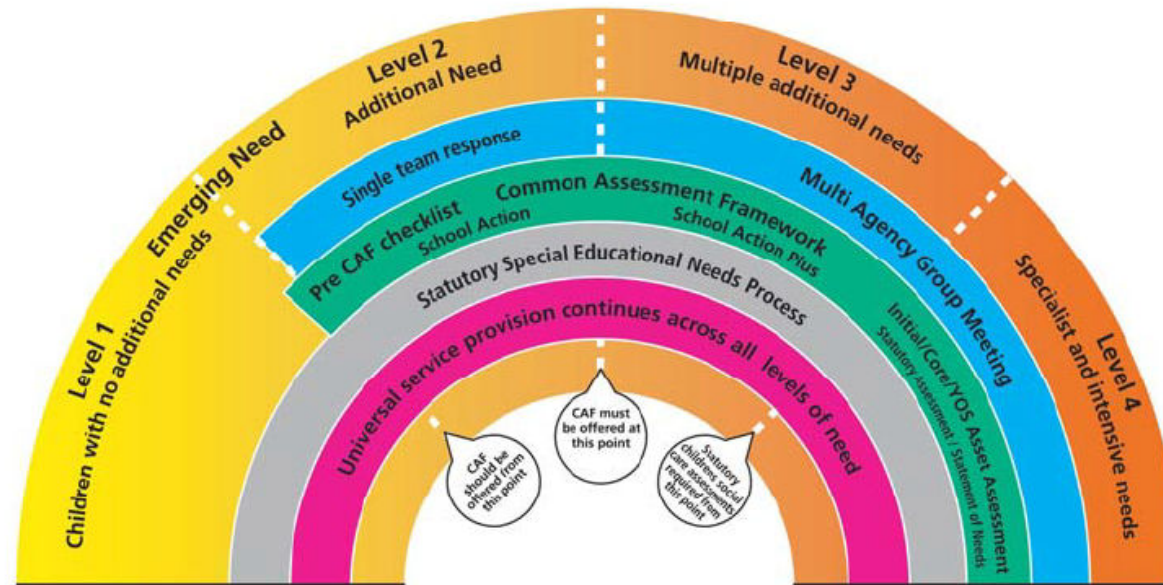 Level 1
Children with no additional needs
Emerging Need
Level 2
Additional Need
Level 3
Multiple additional needs
Level 4
Specialist and intensive needs
Single team response
Multi Agency Group Meeting
Pre CAF checklist
Common Assessment Framework
School Action
School Action Plus
Initial/Core/YOS Asset Assessment
Statutory Assessment / Statement of Needs
Statutory Special Educational Needs Process
Universal service provision continues across all levels of need
CAF
should be
offered from
this point
CAF must
be offered at
this point
Statutory
childrens social
care assessments
required from
this point